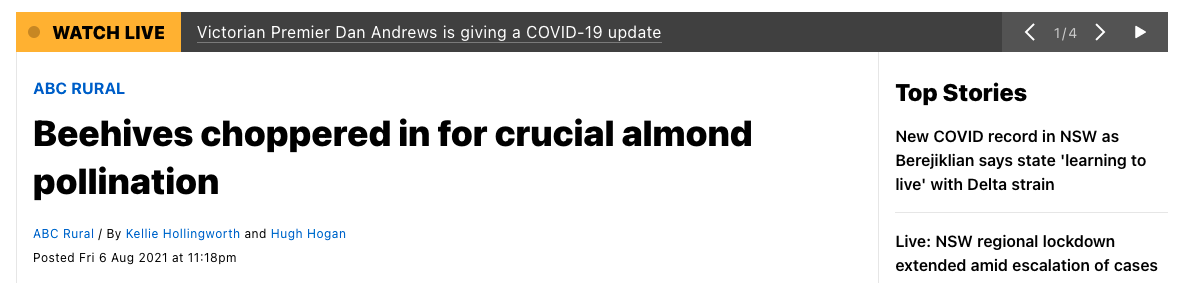 WATCH LIVE
Victorian Premier Dan Andrews is giving a COVID-19 update
1/4
ABC RURAL
Beehives choppered in for crucial almond
pollination
ABC Rural / By Kellie Hollingworth and Hugh Hogan
Posted Fri 6 Aug 2021 at 11:18pm
Top Stories
New COVID record in NSW as
Berejiklian says state 'learning to
live' with Delta strain
Live: NSW regional lockdown
extended amid escalation of cases